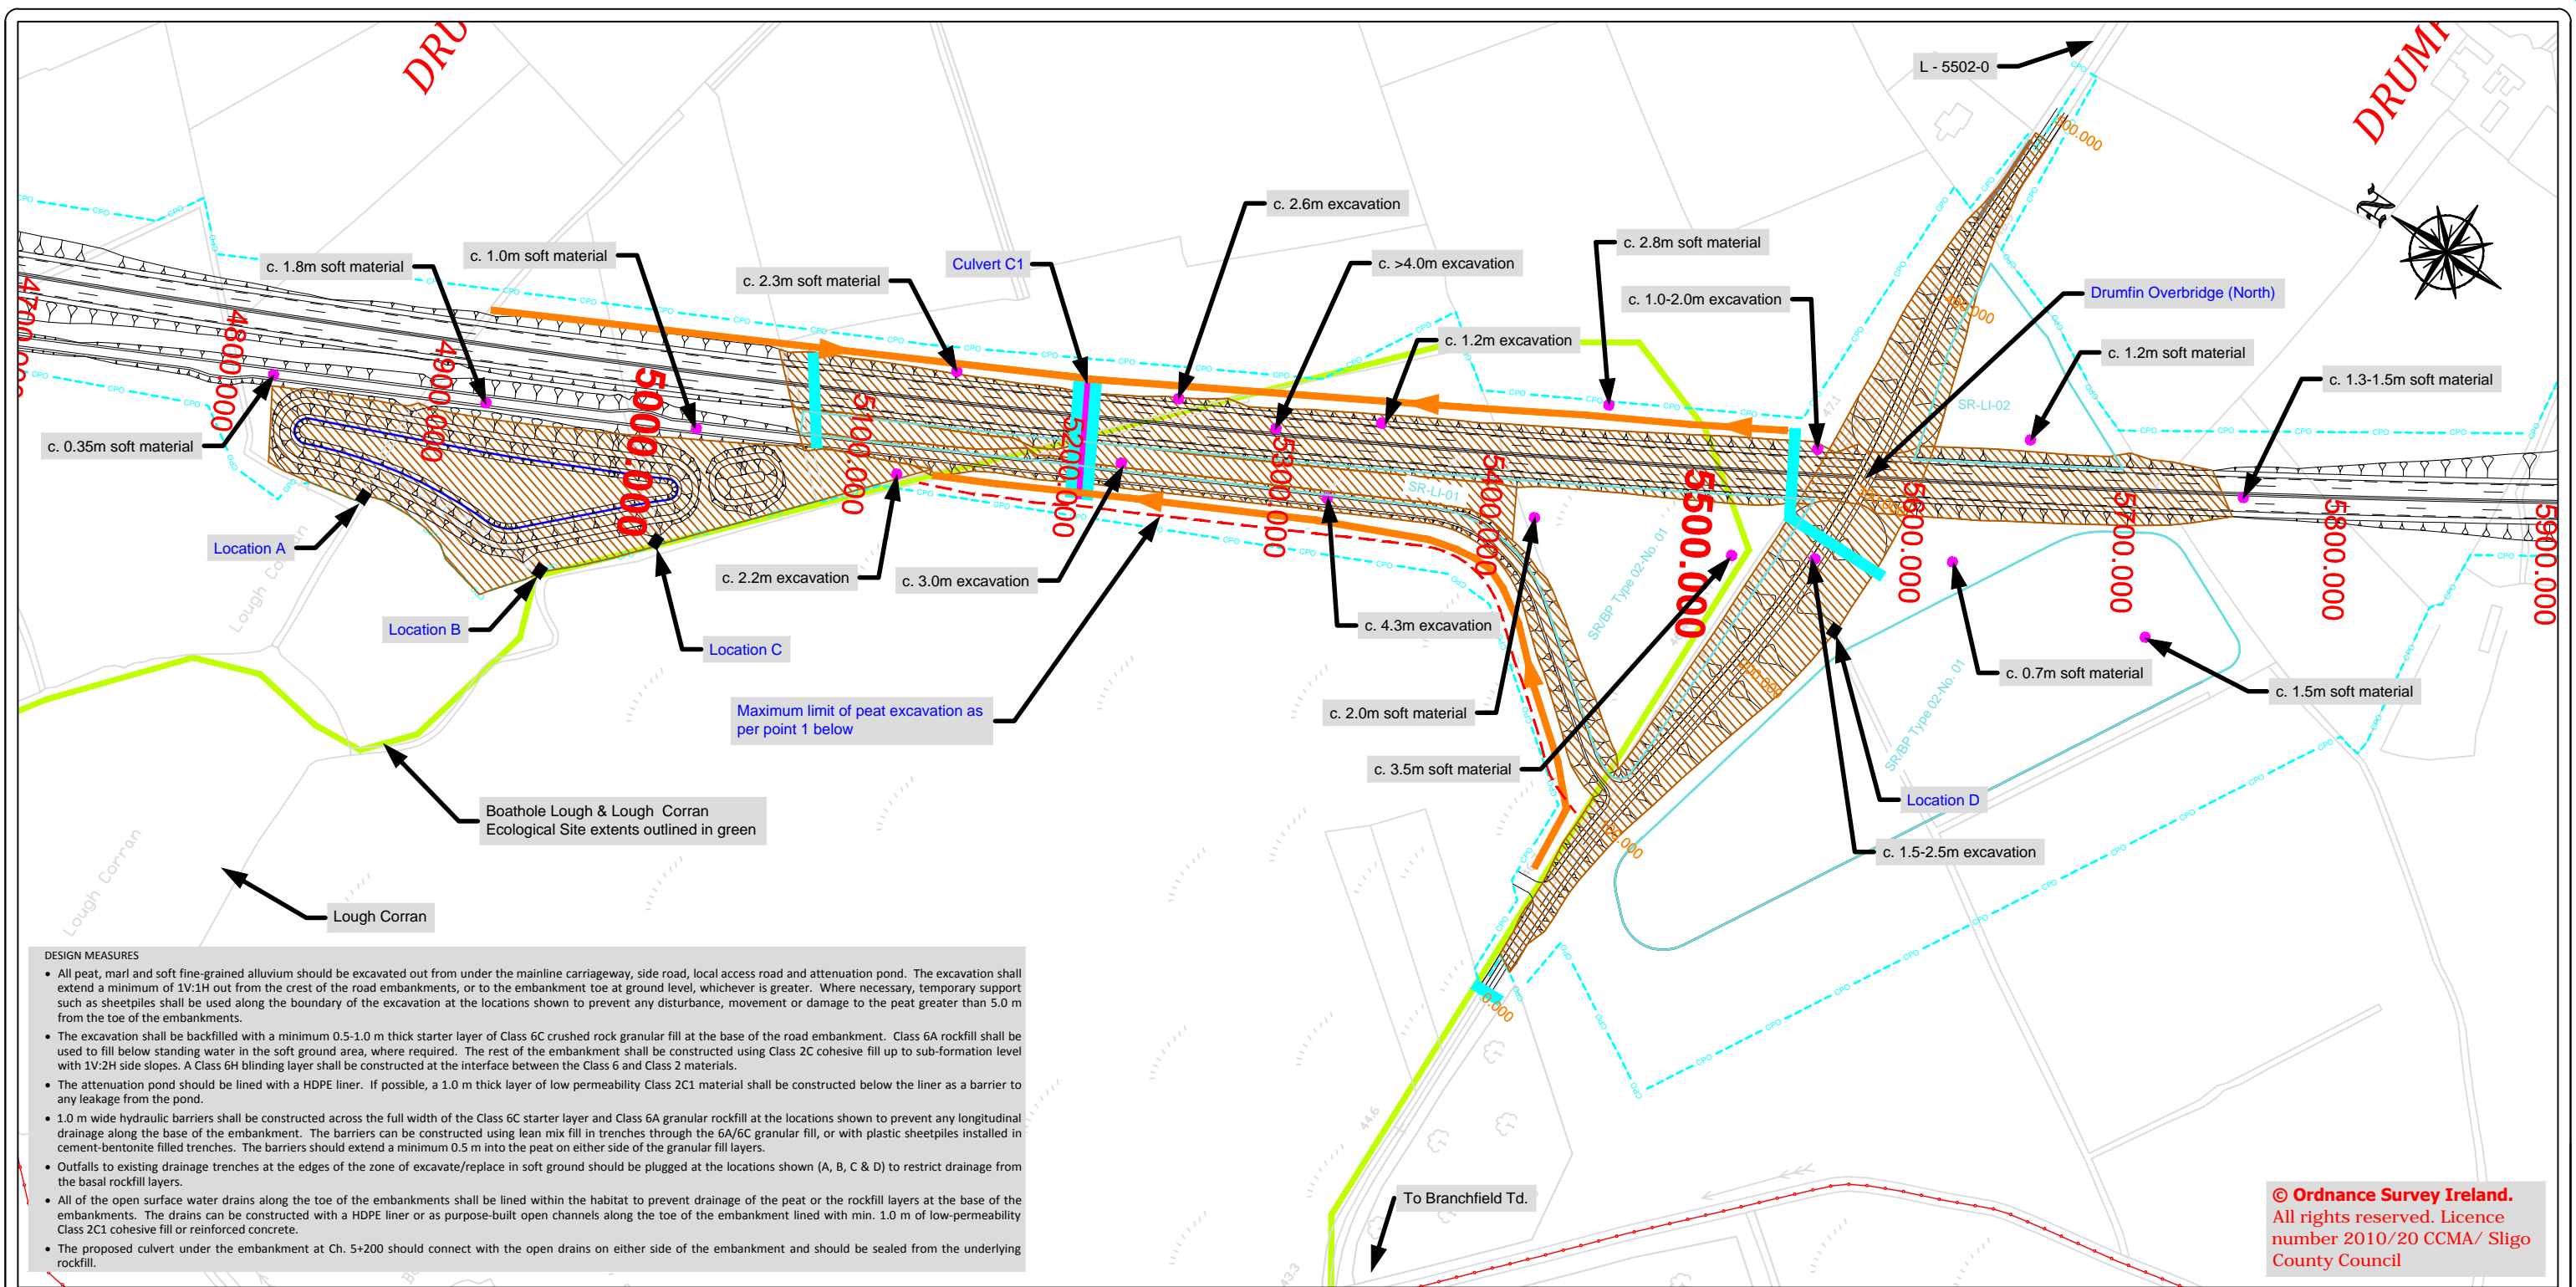 DRU
DRUMF
L - 5502-0
N
c. 2.6m excavation
c. 2.8m soft material
c. 1.8m soft material
c. 1.0m soft material
c. 2.3m soft material
Culvert C1
c. >4.0m excavation
c. 1.0-2.0m excavation
c. 1.2m excavation
Drumfin Overbridge (North)
c. 1.2m soft material
c. 1.3-1.5m soft material
c. 0.35m soft material
Location A
Location B
Location C
c. 2.2m excavation
c. 3.0m excavation
c. 4.3m excavation
c. 2.0m soft material
c. 3.5m soft material
Maximum limit of peat excavation as
per point 1 below
c. 0.7m soft material
c. 1.5m soft material
Location D
c. 1.5-2.5m excavation
Boathole Lough & Lough Corran
Ecological Site extents outlined in green
Lough Corran
To Branchfield Td.
4700.000
4800.000
4900.000
5000.000
5100.000
5200.000
5300.000
5400.000
5500.000
5600.000
5700.000
5800.000
5900.000
0.000
SR-LI-01
SR-LI-02
SR/BP Type 02-No. 01
SR/BP Type 02-No. 01
CPO
Lough Corran
Lough Corran
47.1
44.6
43.3
DESIGN MEASURES
• All peat, marl and soft fine-grained alluvium should be excavated out from under the mainline carriageway, side road, local access road and attenuation pond. The excavation shall
extend a minimum of 1V:1H out from the crest of the road embankments, or to the embankment toe at ground level, whichever is greater. Where necessary, temporary support
such as sheetpiles shall be used along the boundary of the excavation at the locations shown to prevent any disturbance, movement or damage to the peat greater than 5.0 m
from the toe of the embankments.
• The excavation shall be backfilled with a minimum 0.5-1.0 m thick starter layer of Class 6C crushed rock granular fill at the base of the road embankment. Class 6A rockfill shall be
used to fill below standing water in the soft ground area, where required. The rest of the embankment shall be constructed using Class 2C cohesive fill up to sub-formation level
with 1V:2H side slopes. A Class 6H blinding layer shall be constructed at the interface between the Class 6 and Class 2 materials.
• The attenuation pond should be lined with a HDPE liner. If possible, a 1.0 m thick layer of low permeability Class 2C1 material shall be constructed below the liner as a barrier to
any leakage from the pond.
• 1.0 m wide hydraulic barriers shall be constructed across the full width of the Class 6C starter layer and Class 6A granular rockfill at the locations shown to prevent any longitudinal
drainage along the base of the embankment. The barriers can be constructed using lean mix fill in trenches through the 6A/6C granular fill, or with plastic sheetpiles installed in
cement-bentonite filled trenches. The barriers should extend a minimum 0.5 m into the peat on either side of the granular fill layers.
• Outfalls to existing drainage trenches at the edges of the zone of excavate/replace in soft ground should be plugged at the locations shown (A, B, C & D) to restrict drainage from
the basal rockfill layers.
• All of the open surface water drains along the toe of the embankments shall be lined within the habitat to prevent drainage of the peat or the rockfill layers at the base of the
embankments. The drains can be constructed with a HDPE liner or as purpose-built open channels along the toe of the embankment lined with min. 1.0 m of low-permeability
Class 2C1 cohesive fill or reinforced concrete.
• The proposed culvert under the embankment at Ch. 5+200 should connect with the open drains on either side of the embankment and should be sealed from the underlying
rockfill.
© Ordnance Survey Ireland.
All rights reserved. Licence
number 2010/20 CCMA/ Sligo
County Council